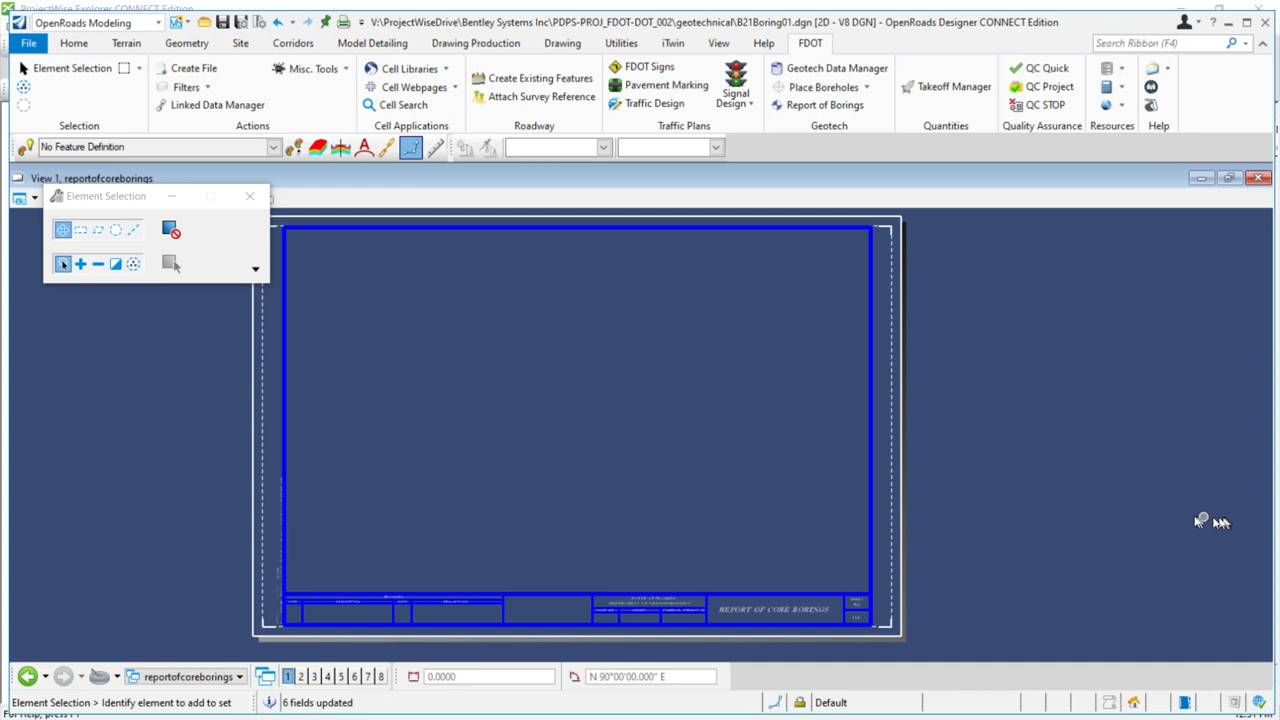 ProjectWise Explorer CONNECT Edition
OpenRoads Modeling
V:\ProjectWiseDrive\Bentley Systems Inc\PDPS-PROJ_FDOT-DOT_002\geotechnical\B21Boring01.dgn [2D - V8 DGN] - OpenRoads Designer CONNECT Edition
File Home Terrain Geometry Site Corridors Model Detailing Drawing Production Drawing Utilities iTwin View Help FDOT Search Ribbon (F4)
Element Selection
Selection
Create File
Filters
Linked Data Manager
Misc. Tools
Actions
Cell Libraries
Cell Webpages
Cell Search
Cell Applications
Create Existing Features
Attach Survey Reference
Roadway
FDOT Signs
Pavement Marking
Traffic Design
Signal
Design
Traffic Plans
Geotech Data Manager
Place Boreholes
Report of Borings
Geotech
Takeoff Manager
Quantities
QC Quick
QC Project
QC STOP
Quality Assurance
Resources
Help
No Feature Definition
View 1, reportofcoreborings
Element Selection
REPORT OF CORE BORINGS
reportofcoreborings
1 2 3 4 5 6 7 8
0.0000
N 90°00'00.000" E
Element Selection > Identify element to add to set
6 fields updated
Default